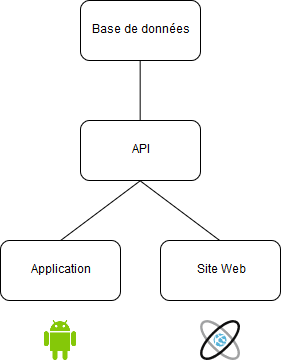 Base de données
API
Application
Site Web